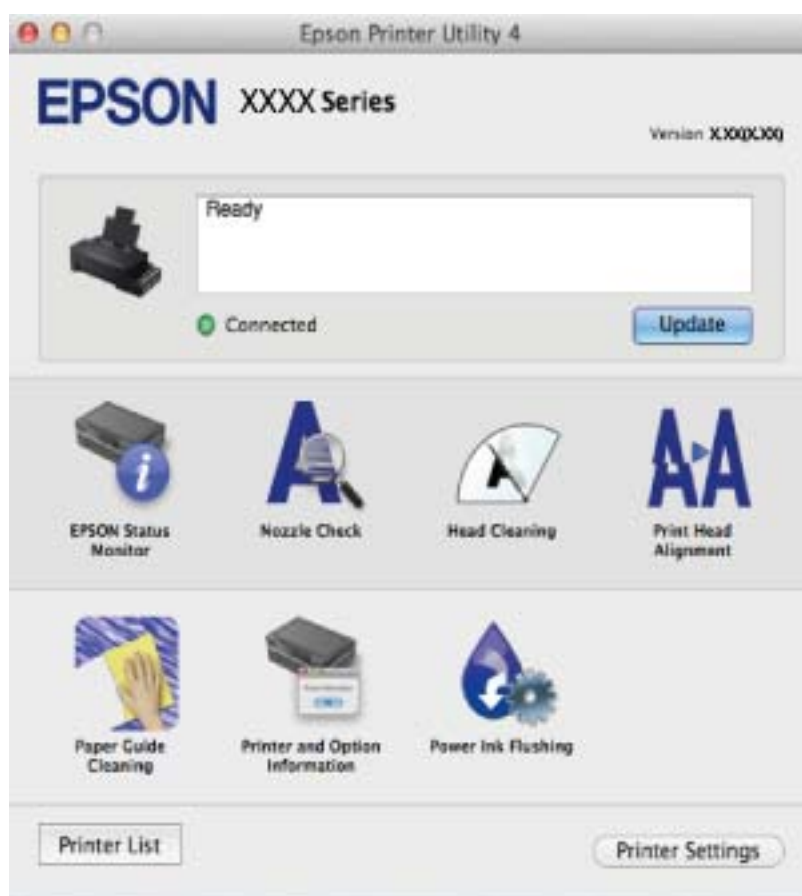 Epson Printer Utility 4
EPSON XXXX Series
Version X.XX(X.XX)
Ready
Connected
Update
EPSON Status
Monitor
Nozzle Check
Head Cleaning
Print Head
Alignment
Paper Guide
Cleaning
Printer and Option
Information
Power Ink Flushing
Printer List
Printer Settings